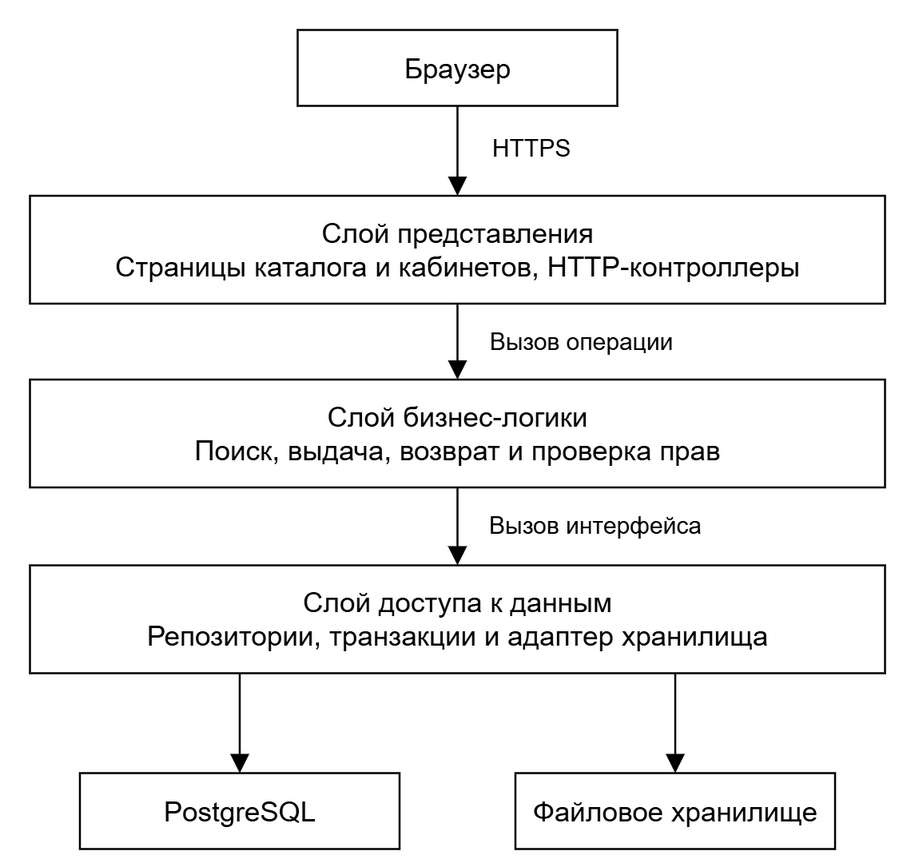 Браузер
HTTPS
Слой представления
Страницы каталога и кабинетов, HTTP-контроллеры
Вызов операции
Слой бизнес-логики
Поиск, выдача, возврат и проверка прав
Вызов интерфейса
Слой доступа к данным
Репозитории, транзакции и адаптер хранилища
PostgreSQL
Файловое хранилище